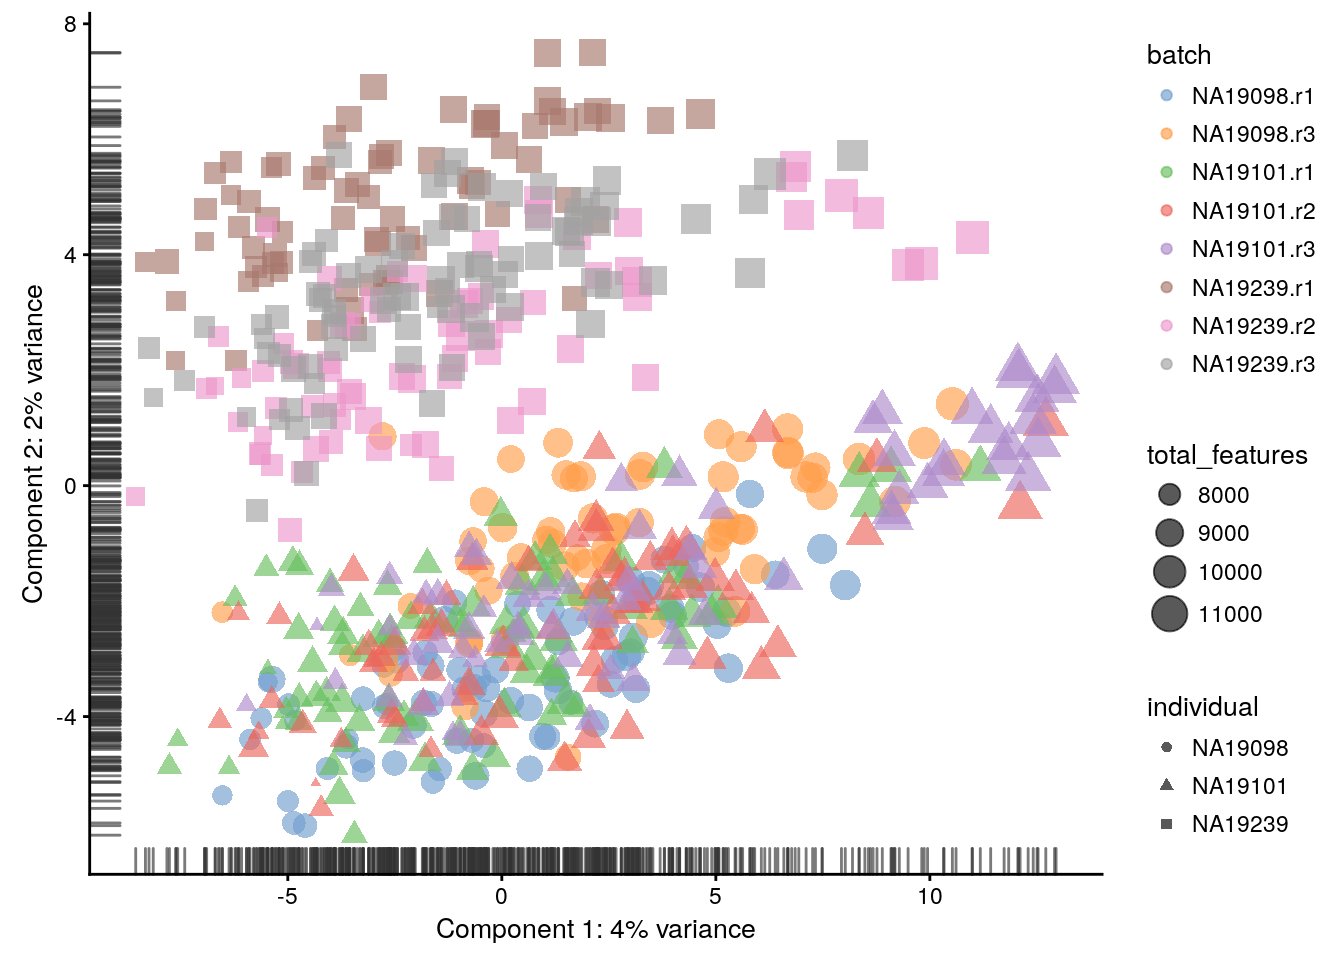 8
4
0
-4
-5
0
5
10
Component 1: 4% variance
Component 2: 2% variance
batch
NA19098.r1
NA19098.r3
NA19101.r1
NA19101.r2
NA19101.r3
NA19239.r1
NA19239.r2
NA19239.r3
total_features
8000
9000
10000
11000
individual
NA19098
NA19101
NA19239